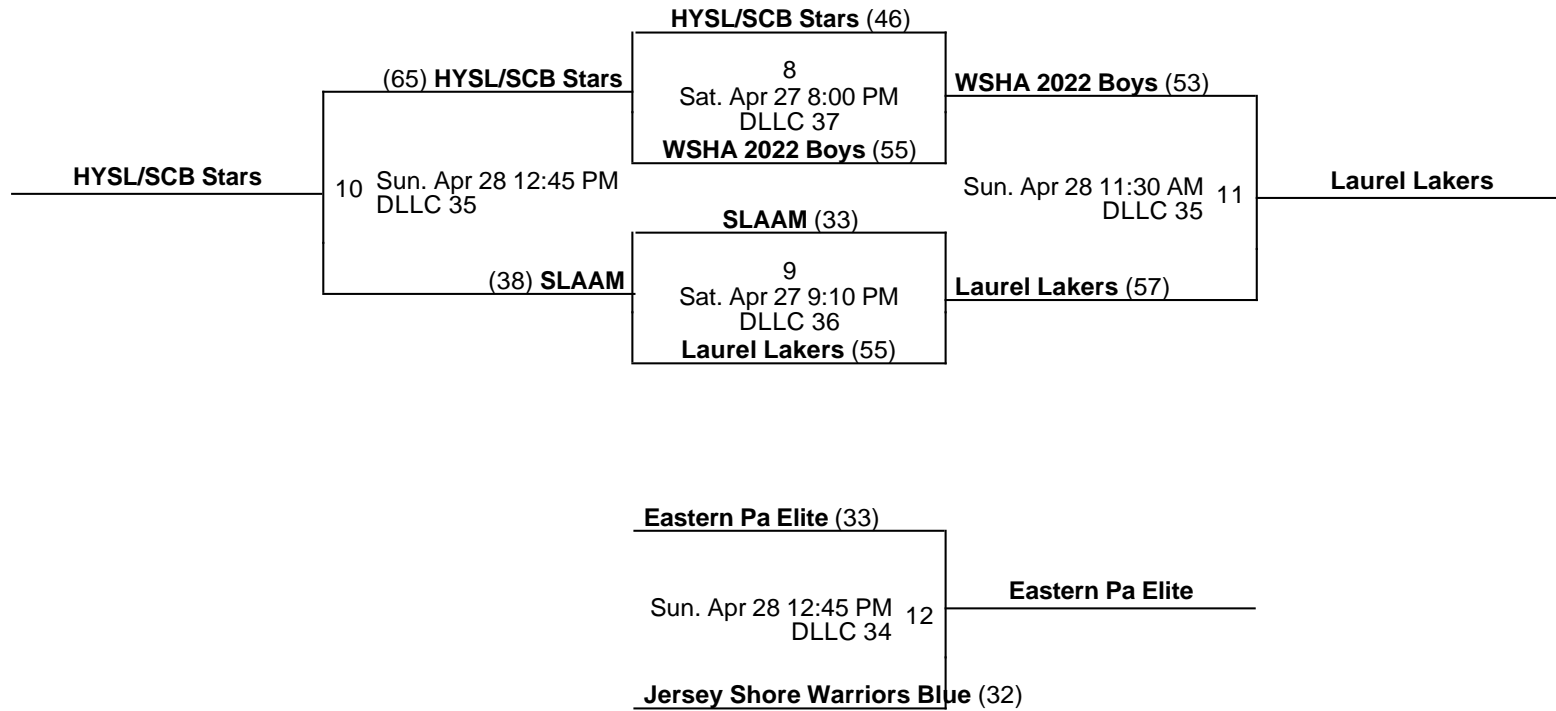 HYSL/SCB Stars (46)
(65) HYSL/SCB Stars
8
Sat. Apr 27 8:00 PM
DLLC 37
WSHA 2022 Boys (53)
WSHA 2022 Boys (55)
HYSL/SCB Stars
10 Sun. Apr 28 12:45 PM
DLLC 35
Sun. Apr 28 11:30 AM 11
DLLC 35
Laurel Lakers
SLAAM (33)
(38) SLAAM
9
Sat. Apr 27 9:10 PM
DLLC 36
Laurel Lakers (57)
Laurel Lakers (55)
Eastern Pa Elite (33)
Sun. Apr 28 12:45 PM 12
DLLC 34
Eastern Pa Elite
Jersey Shore Warriors Blue (32)